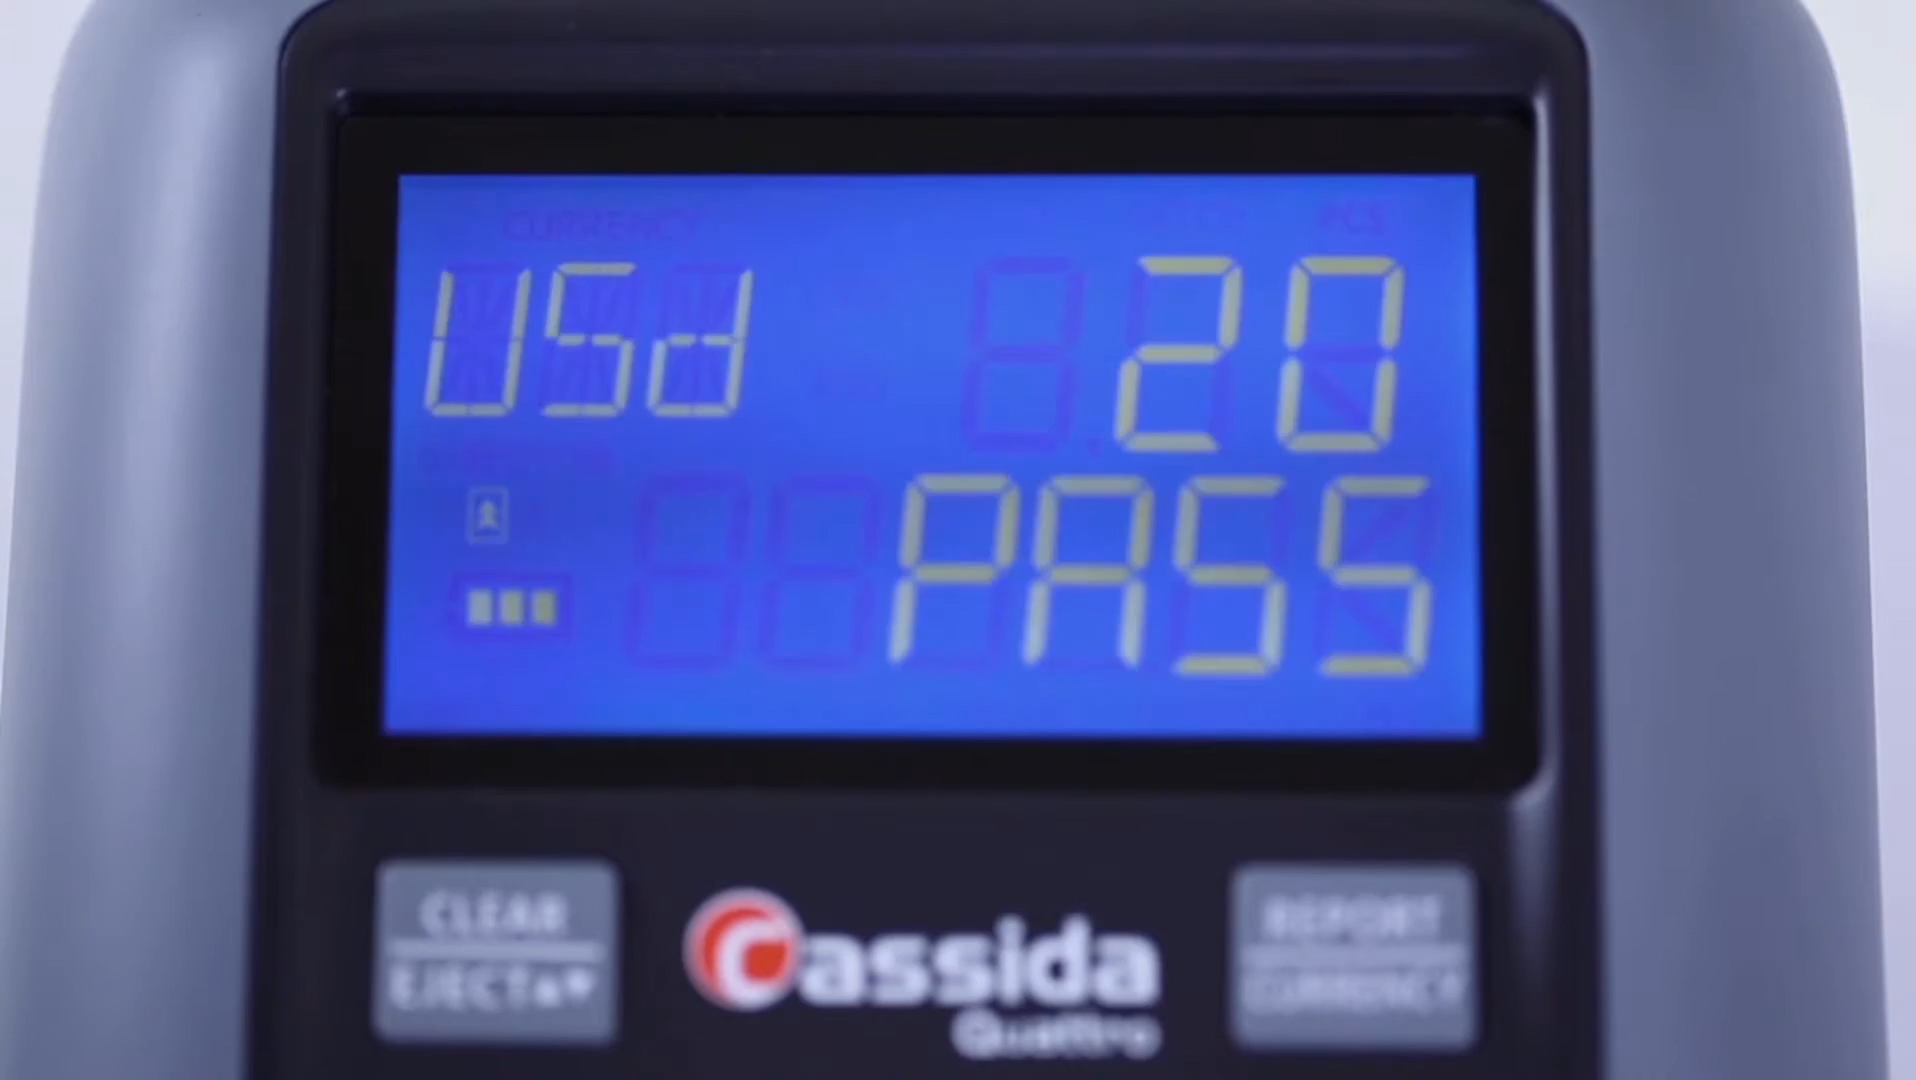 CURRENCY PCS
USd 20
PASS
CLEAR
EJECT▲▼
REPORT
CURRENCY
Cassida
Quattro